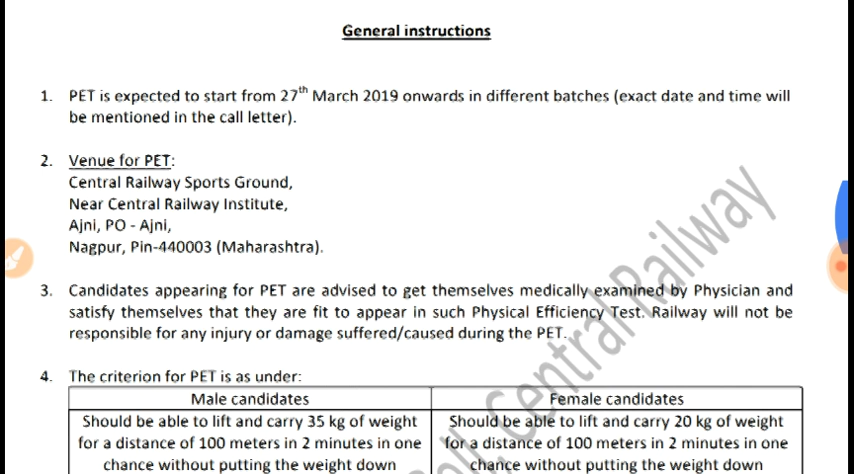 General instructions
1. PET is expected to start from 27th March 2019 onwards in different batches (exact date and time will
be mentioned in the call letter).
2. Venue for PET:
Central Railway Sports Ground,
Near Central Railway Institute,
Ajni, PO - Ajni,
Nagpur, Pin-440003 (Maharashtra).
3. Candidates appearing for PET are advised to get themselves medically examined by Physician and
satisfy themselves that they are fit to appear in such Physical Efficiency Test. Railway will not be
responsible for any injury or damage suffered/caused during the PET.
4. The criterion for PET is as under:
Male candidates
Should be able to lift and carry 35 kg of weight
for a distance of 100 meters in 2 minutes in one
chance without putting the weight down
Female candidates
Should be able to lift and carry 20 kg of weight
for a distance of 100 meters in 2 minutes in one
chance without putting the weight down
Central Railway